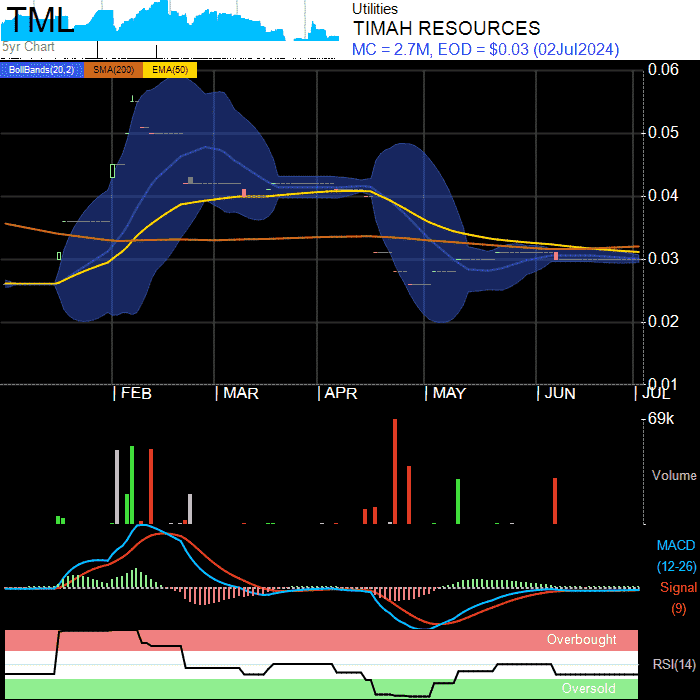 TML
5yr Chart
Utilities
TIMAH RESOURCES
MC = 2.7M, EOD = $0.03 (02Jul2024)
BollBands(20,2) SMA(200) EMA(50)
0.06
0.05
0.04
0.03
0.02
0.01
FEB MAR APR MAY JUN JUL
69k
Volume
MACD
(12-26)
Signal
(9)
Overbought
RSI(14)
Oversold